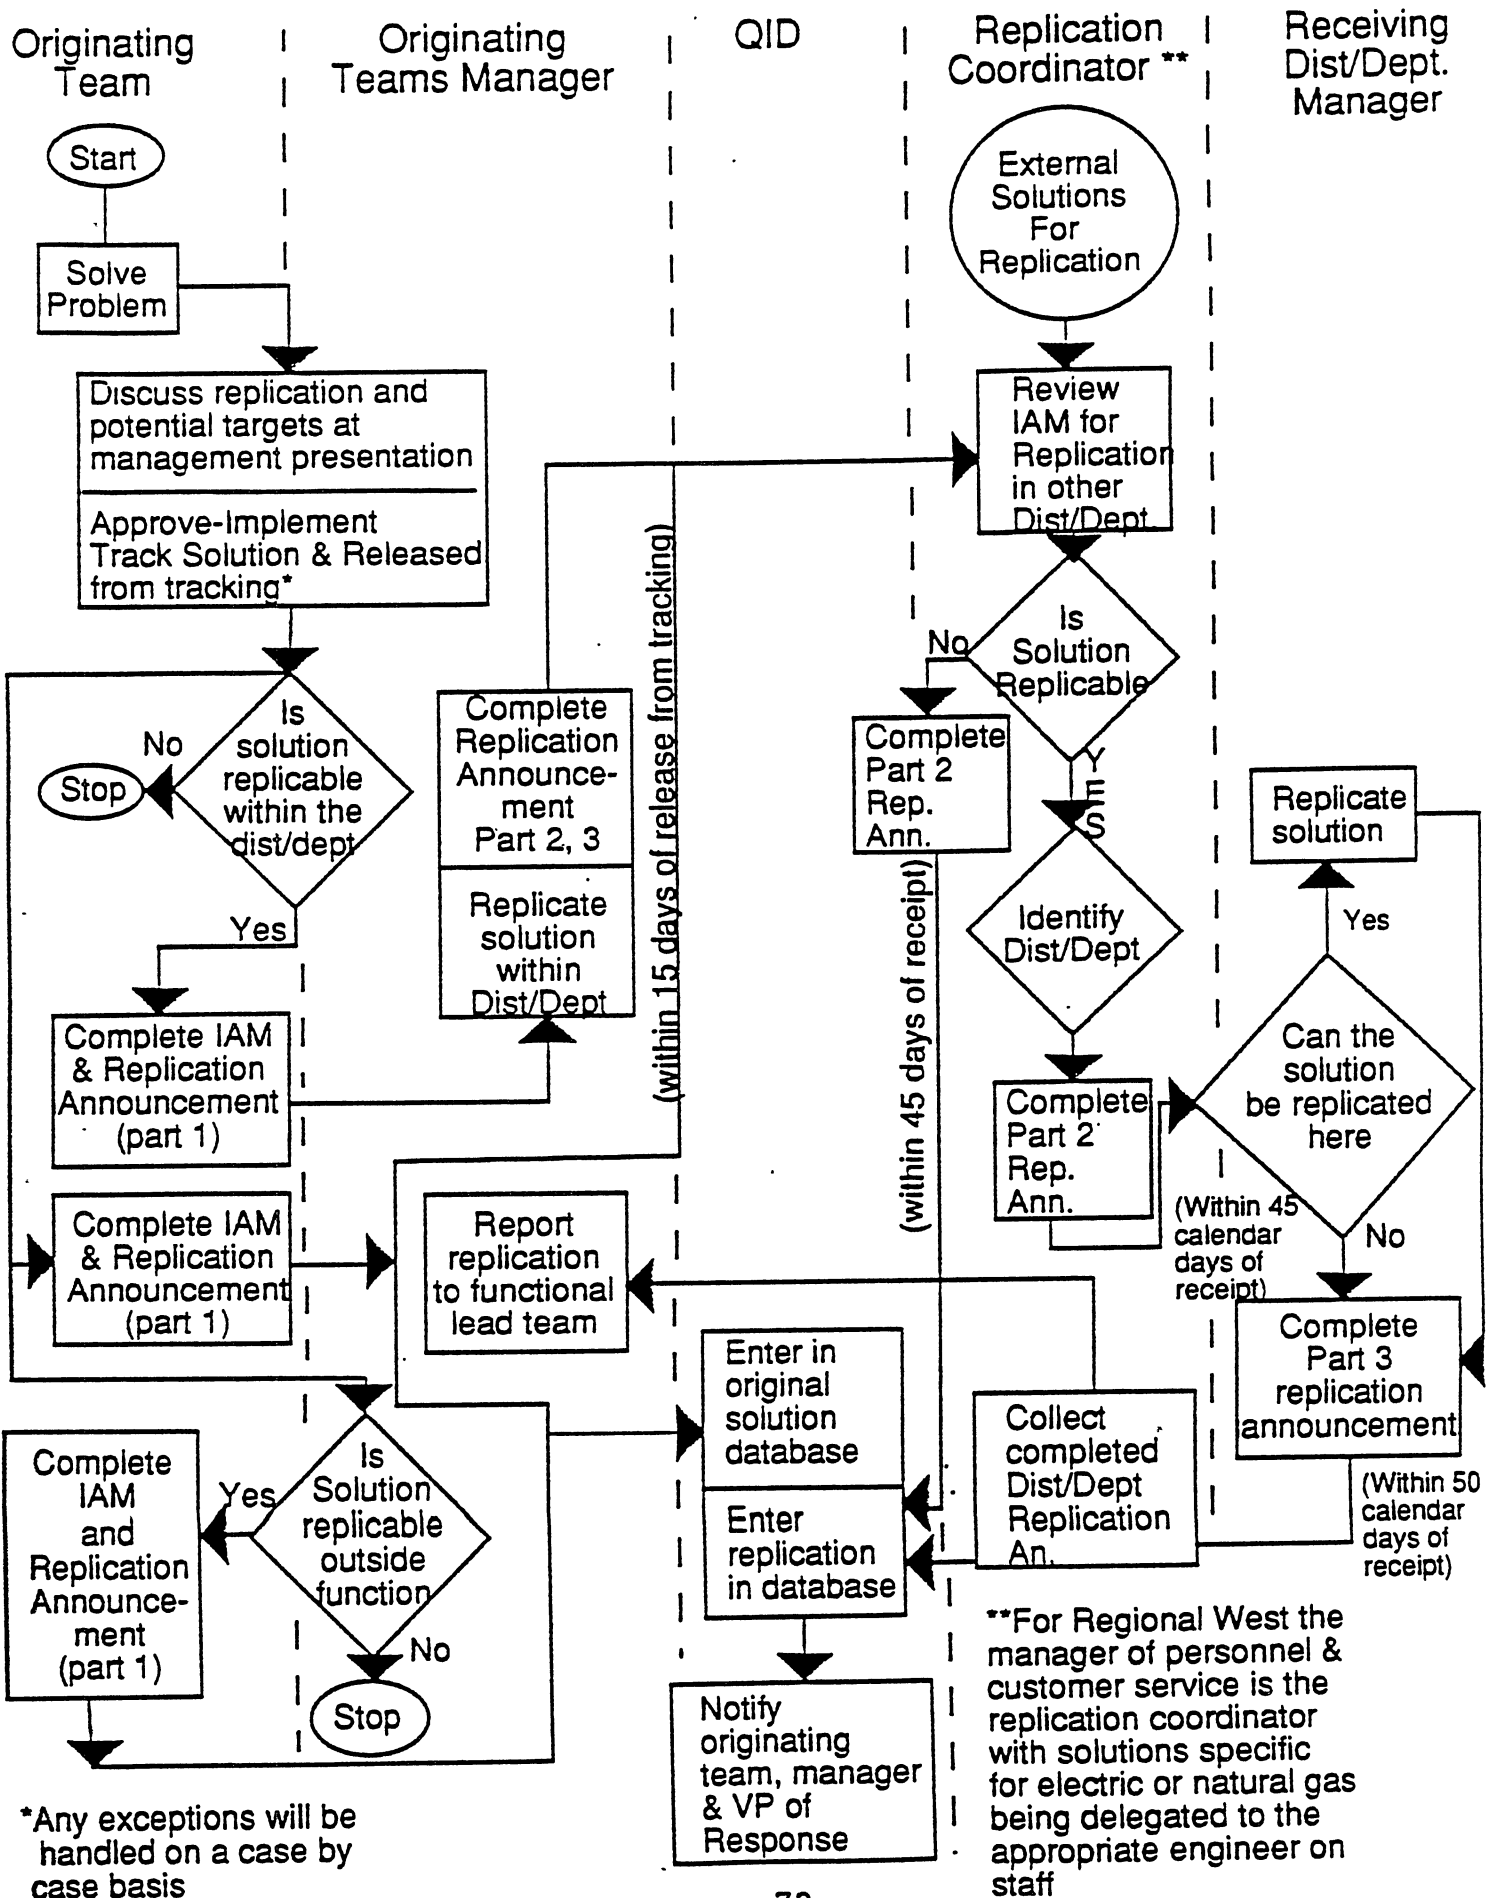 Originating
Team
Originating
Teams Manager
QID
Replication
Coordinator **
Receiving
Dist/Dept.
Manager
Start
Solve
Problem
Discuss replication and
potential targets at
management presentation
Approve-Implement
Track Solution & Released
from tracking*
Is
solution
replicable
within the
dist/dept
No
Stop
Yes
Complete IAM
& Replication
Announcement
(part 1)
Complete IAM
& Replication
Announcement
(part 1)
Complete
IAM
and
Replication
Announce-
ment
(part 1)
Yes
Is
Solution
replicable
outside
function
No
Stop
*Any exceptions will be
handled on a case by
case basis
Complete
Replication
Announce-
ment
Part 2, 3
Replicate
solution
within
Dist/Dept
(within 15 days of release from tracking)
Report
replication
to functional
lead team
Enter in
original
solution
database
Enter
replication
in database
Notify
originating
team, manager
& VP of
Response
External
Solutions
For
Replication
Review
IAM for
Replication
in other
Dist/Dept.
Is
Solution
Replicable
No
Complete
Part 2
Rep.
Ann.
(within 45 days of receipt)
YES
Identify
Dist/Dept
Complete
Part 2
Rep.
Ann.
(Within 45
calendar
days of
receipt)
Collect
completed
Dist/Dept
Replication
An.
Replicate
solution
Yes
Can the
solution
be replicated
here
No
Complete
Part 3
replication
announcement
(Within 50
calendar
days of
receipt)
**For Regional West the
manager of personnel &
customer service is the
replication coordinator
with solutions specific
for electric or natural gas
being delegated to the
appropriate engineer on
staff